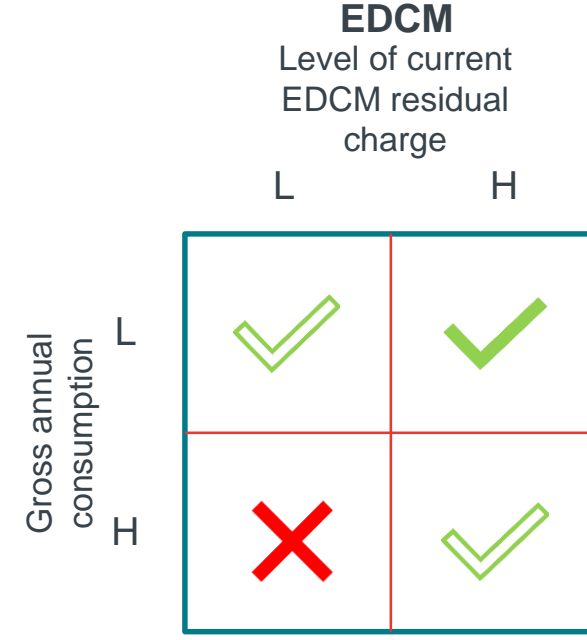 EDCM
Level of current
EDCM residual
charge
L H
Gross annual
consumption
L
H